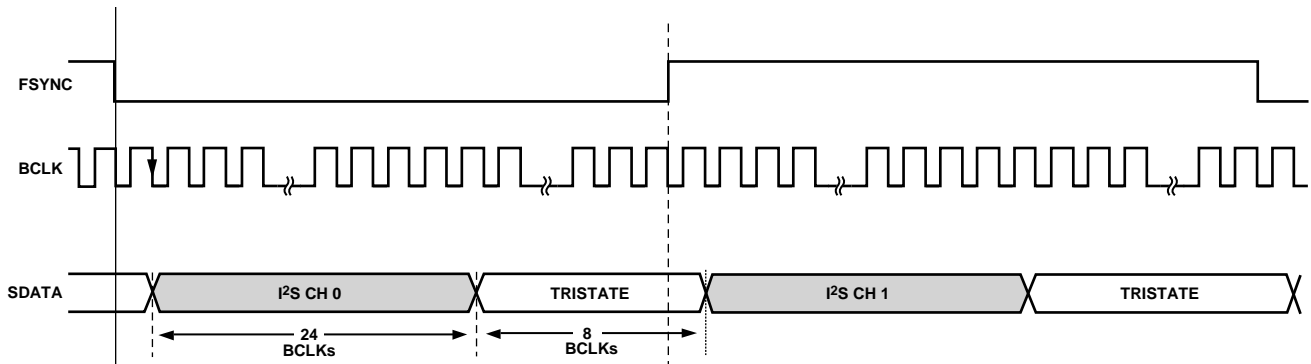 FSYNC
BCLK
SDATA
I²S CH 0
TRISTATE
I²S CH 1
TRISTATE
24
BCLKs
8
BCLKs